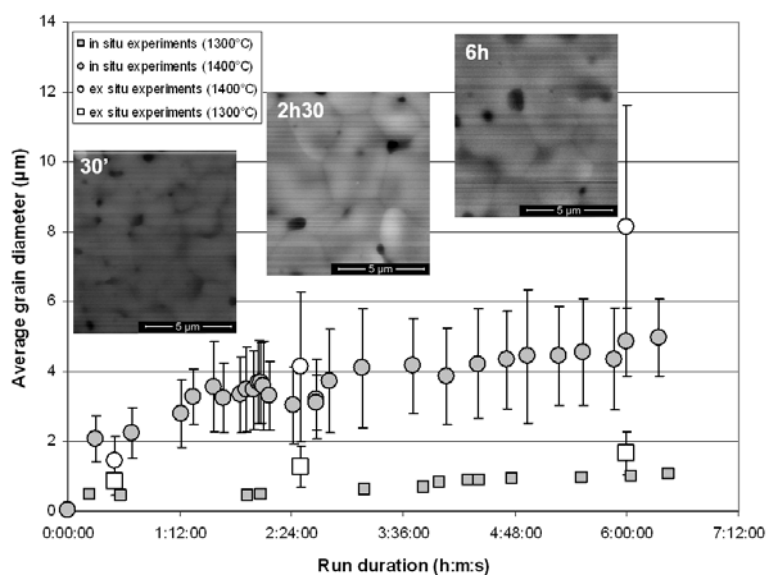 14
12
10
8
6
4
2
0
Average grain diameter (µm)
in situ experiments (1300°C)
in situ experiments (1400°C)
ex situ experiments (1400°C)
ex situ experiments (1300°C)
30’
5 µm
2h30
5 µm
6h
5 µm
0:00:00
1:12:00
2:24:00
3:36:00
4:48:00
6:00:00
7:12:00
Run duration (h:m:s)